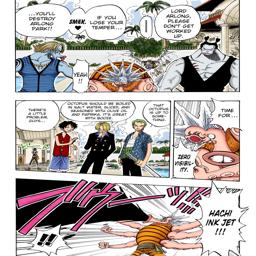 LORD
ARLONG,
PLEASE
DON'T GET
WORKED
UP.
IF YOU
LOSE YOUR
TEMPER...
SMEK.
YOU'LL
DESTROY
ARLONG
PARK!!
YEAH!!
TIME
FOR...
ZERO
VISIBIL-
ITY.
THAT
OCTOPUS
IS UP TO
SOME-
THING.
OCTOPUS SHOULD BE
BOILED IN SALT
WATER, SLICED, AND
SEASONED WITH OLIVE OIL
AND PAPRIKA. IT'S GREAT
WITH BOOZE.
THERE'S
A LITTLE
PROBLEM,
GUYS...
HACHI
INK JET
!!!
!!